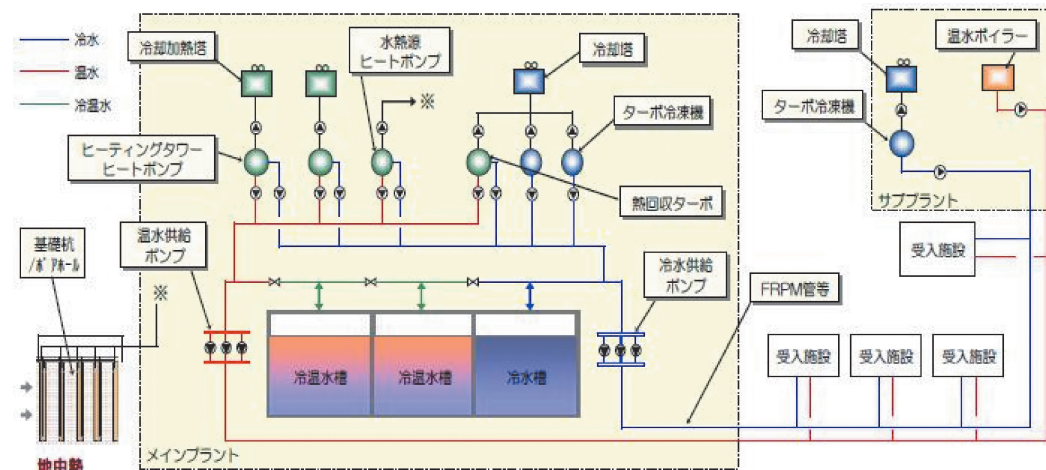 冷水
温水
冷温水
冷却加熱塔
水熱源
ヒートポンプ
冷却塔
※
ターボ冷凍機
ヒーティングタワー
ヒートポンプ
熱回収ターボ
温水供給
ポンプ
冷水供給
ポンプ
基礎杭
/ボアホール
※
冷温水槽
冷温水槽
冷水槽
地中熱
メインプラント
冷却塔
温水ボイラー
ターボ冷凍機
サブプラント
受入施設
FRPM管等
受入施設
受入施設
受入施設